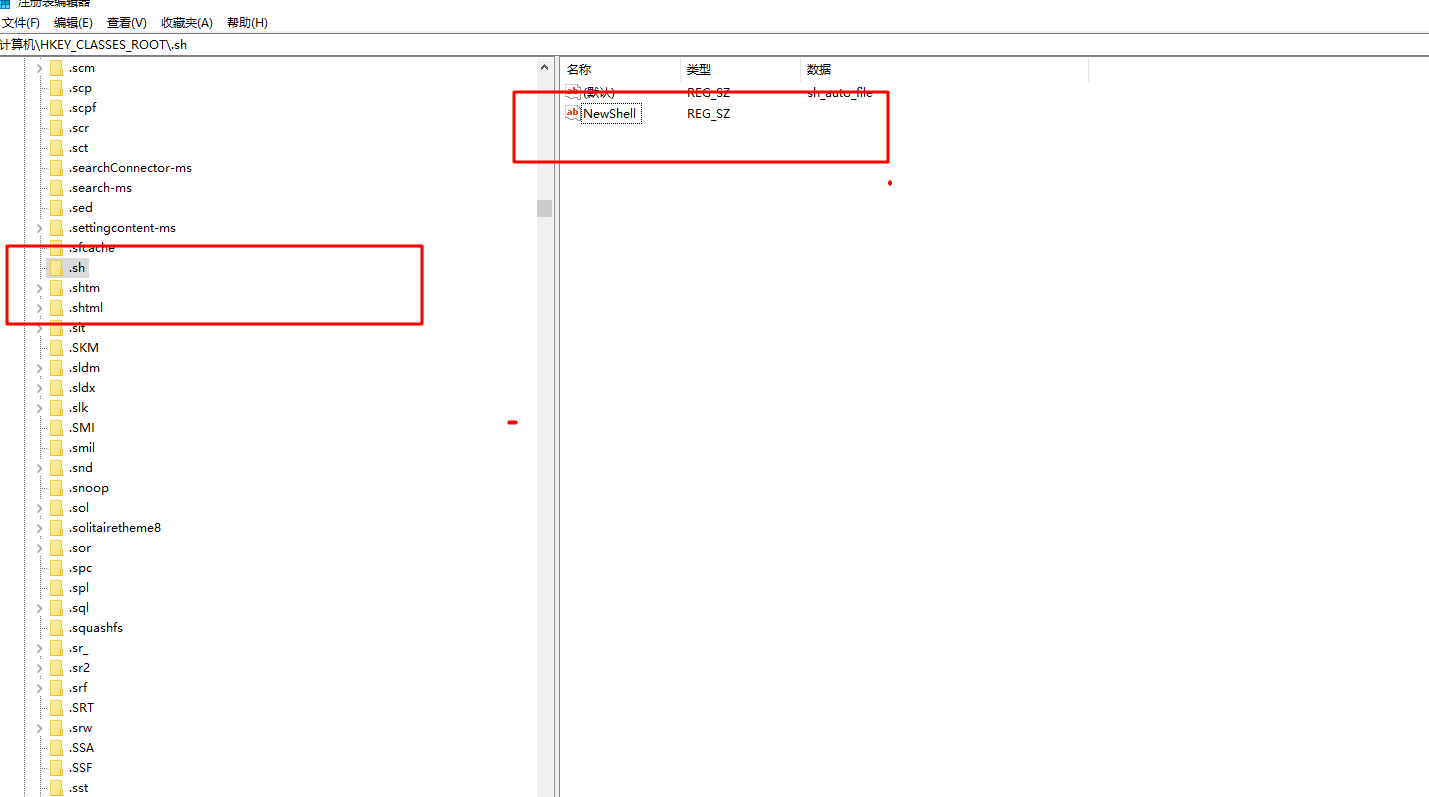 注册表编辑器
文件(F) 编辑(E) 查看(V) 收藏夹(A) 帮助(H)
计算机\HKEY_CLASSES_ROOT\.sh
.scm
.scp
.scpf
.scr
.sct
.searchConnector-ms
.search-ms
.sed
.settingcontent-ms
.sfcache
.sh
.shtm
.shtml
.sit
.SKM
.sldm
.sldx
.slk
.SMI
.smil
.snd
.snoop
.sol
.solitairetheme8
.sor
.spc
.spl
.sql
.squashfs
.sr_
.sr2
.srf
.SRT
.srw
.SSA
.SSF
.sst
名称 类型 数据
ab (默认) REG_SZ sh_auto_file
ab NewShell REG_SZ